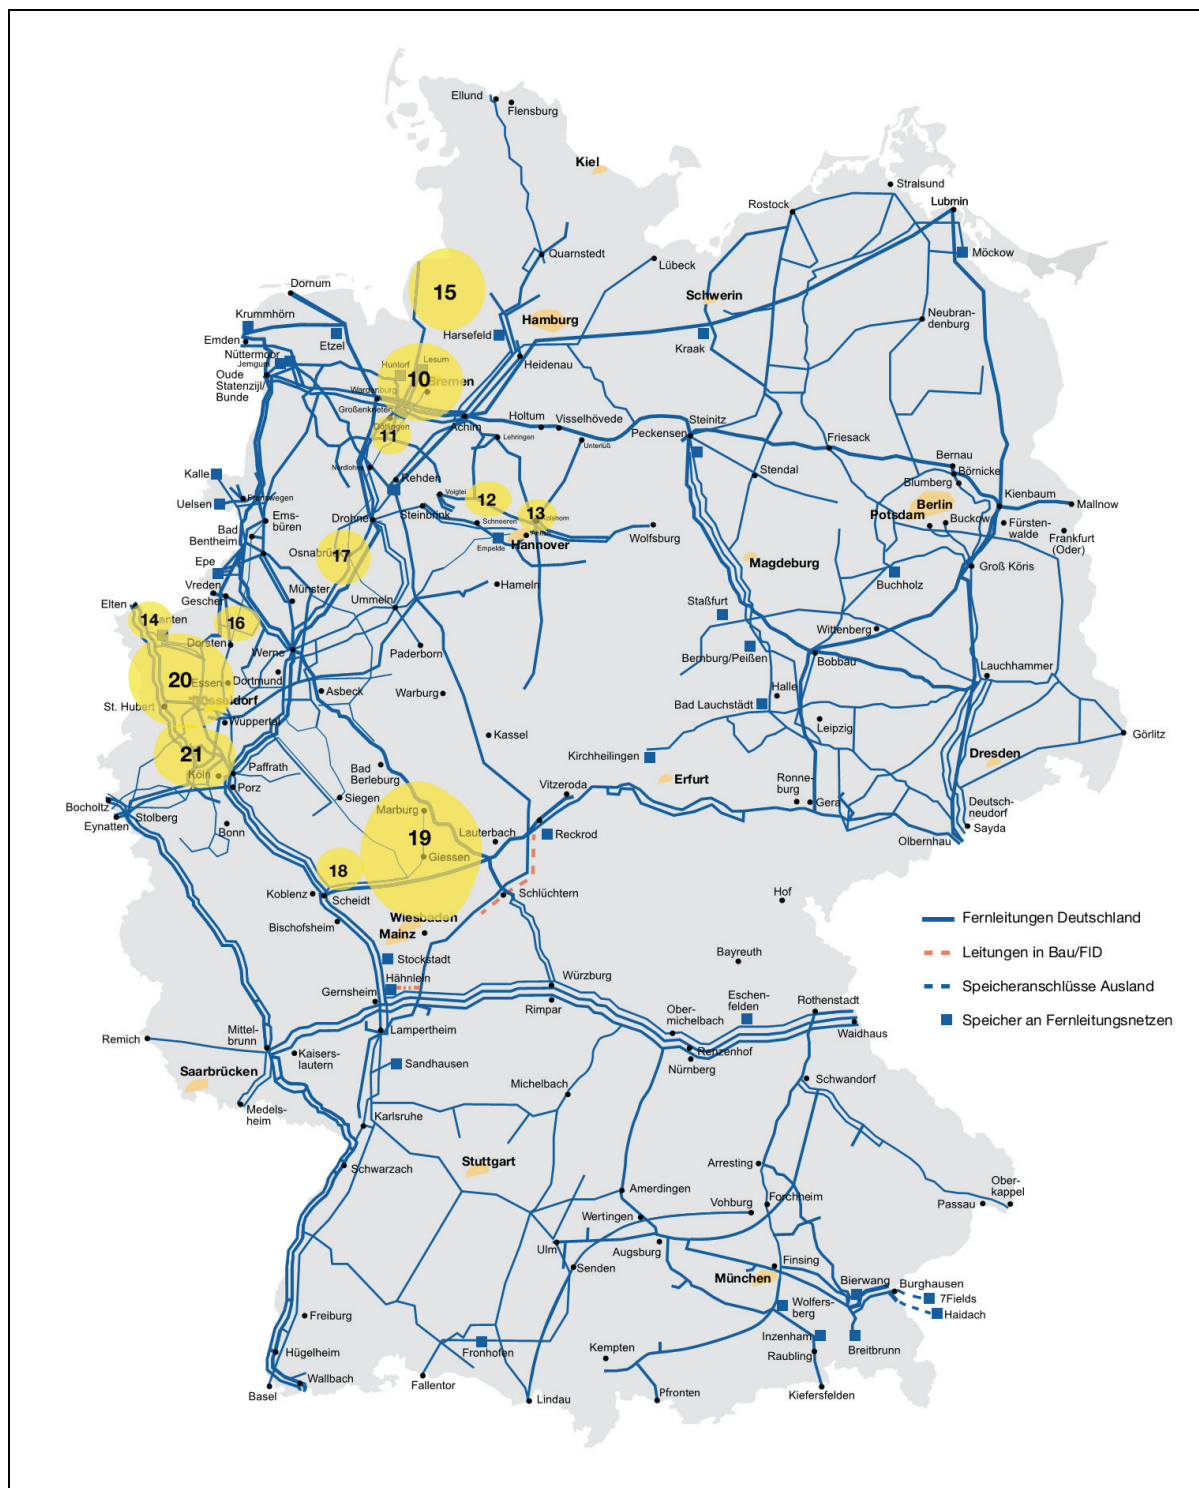 Ellund
Flensburg
Kiel
Stralsund
Rostock
Lubmin
Quarnstedt
Lübeck
Möckow
Dornum
15
Schwerin
Krummhörn
Hamburg
Neubran-
denburg
Emden
Etzel
Harsefeld
Kraak
Nüttermoor
Jemgum
Huntorf
Lesum
Heidenau
Oude
Statenzijl/
Bunde
10
Bremen
Wardenburg
Großenkneten
Achim
Holtum
Visselhövede
Steinitz
Peckensen
11
Lehringen
Unterlüß
Friesack
Bernau
Nordlohne
Börnicke
Kalle
Rehden
Stendal
Blumberg
Uelsen
Frenswegen
Voigtei
12
Berlin
Kienbaum
Mallnow
Steinbrink
13
Potsdam
Buckow
Ems-
büren
Drohne
Schneeren
Fürsten-
walde
Frankfurt
(Oder)
Bad
Bentheim
Empelde
Hannover
Wolfsburg
Osnabrück
17
Magdeburg
Groß Köris
Epe
Buchholz
Vreden
Münster
Hameln
Gescher
Ummeln
Elten
14
16
Staßfurt
Wittenberg
Dorsten
Werne
Paderborn
Bernburg/Peißen
Bobbau
Lauchhammer
20
Essen
Dortmund
Asbeck
Warburg
Halle
St. Hubert
Bad Lauchstädt
Wuppertal
Leipzig
Kassel
Görlitz
21
Kirchheilingen
Dresden
Köln
Paffrath
Bad
Berleburg
Erfurt
Ronne-
burg
Porz
Siegen
Vitzeroda
Gera
Bocholtz
Marburg
Deutsch-
neudorf
Eynatten
Stolberg
Bonn
Lauterbach
Reckrod
Sayda
19
Olbernhau
Giessen
18
Koblenz
Scheidt
Schlüchtern
Hof
Bischofsheim
Wiesbaden
Mainz
Fernleitungen Deutschland
Bayreuth
Leitungen in Bau/FID
Stockstadt
Hähnlein
Würzburg
Speicheranschlüsse Ausland
Gernsheim
Rimpar
Eschen-
felden
Rothenstadt
Speicher an Fernleitungsnetzen
Ober-
michelbach
Lampertheim
Waidhaus
Remich
Mittel-
brunn
Kaisers-
lautern
Renzenhof
Nürnberg
Sandhausen
Saarbrücken
Michelbach
Schwandorf
Medels-
heim
Karlsruhe
Stuttgart
Arresting
Schwarzach
Ober-
kappel
Amerdingen
Vohburg
Forchheim
Passau
Wertingen
Ulm
Augsburg
Senden
Finsing
München
Bierwang
Burghausen
7Fields
Haidach
Wolfers-
berg
Freiburg
Inzenham
Breitbrunn
Hügelheim
Fronhofen
Kempten
Raubling
Wallbach
Basel
Fallentor
Lindau
Pfronten
Kiefersfelden